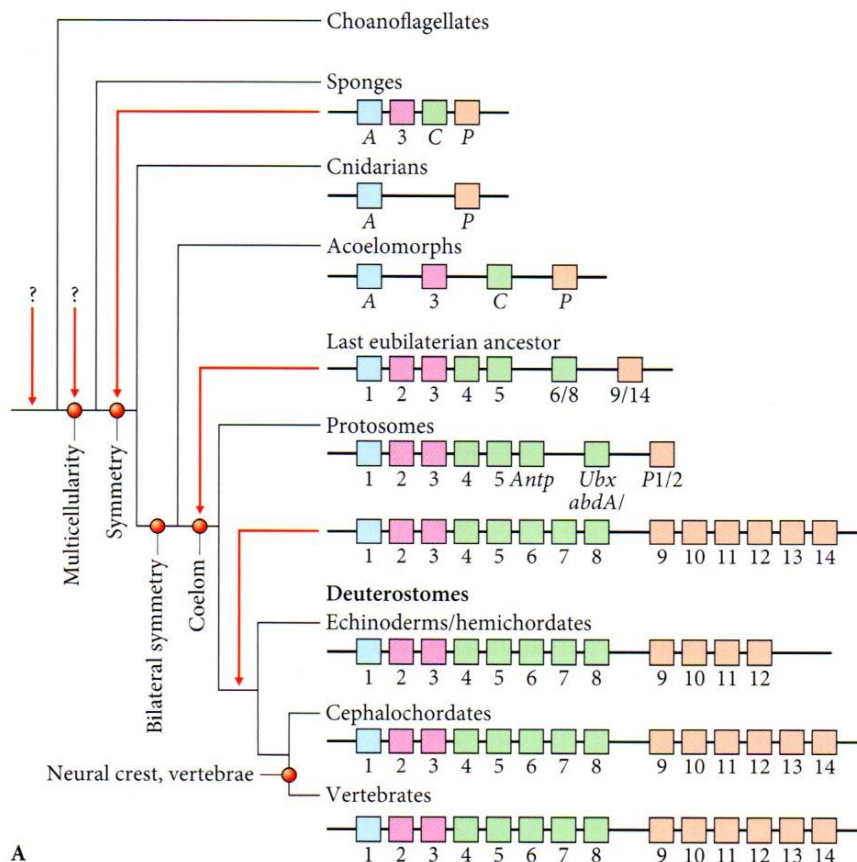 Choanoflagellates
Sponges
A 3 C P
Cnidarians
A P
Acoelomorphs
A 3 C P
? ?
Last eubilaterian ancestor
1 2 3 4 5 6/8 9/14
Protosomes
1 2 3 4 5 Antp Ubx P1/2
abdA/
Multicellularity
Symmetry
Bilateral symmetry
Coelom
1 2 3 4 5 6 7 8 9 10 11 12 13 14
Deuterostomes
Echinoderms/hemichordates
1 2 3 4 5 6 7 8 9 10 11 12
Cephalochordates
1 2 3 4 5 6 7 8 9 10 11 12 13 14
Neural crest, vertebrae
Vertebrates
1 2 3 4 5 6 7 8 9 10 11 12 13 14
A